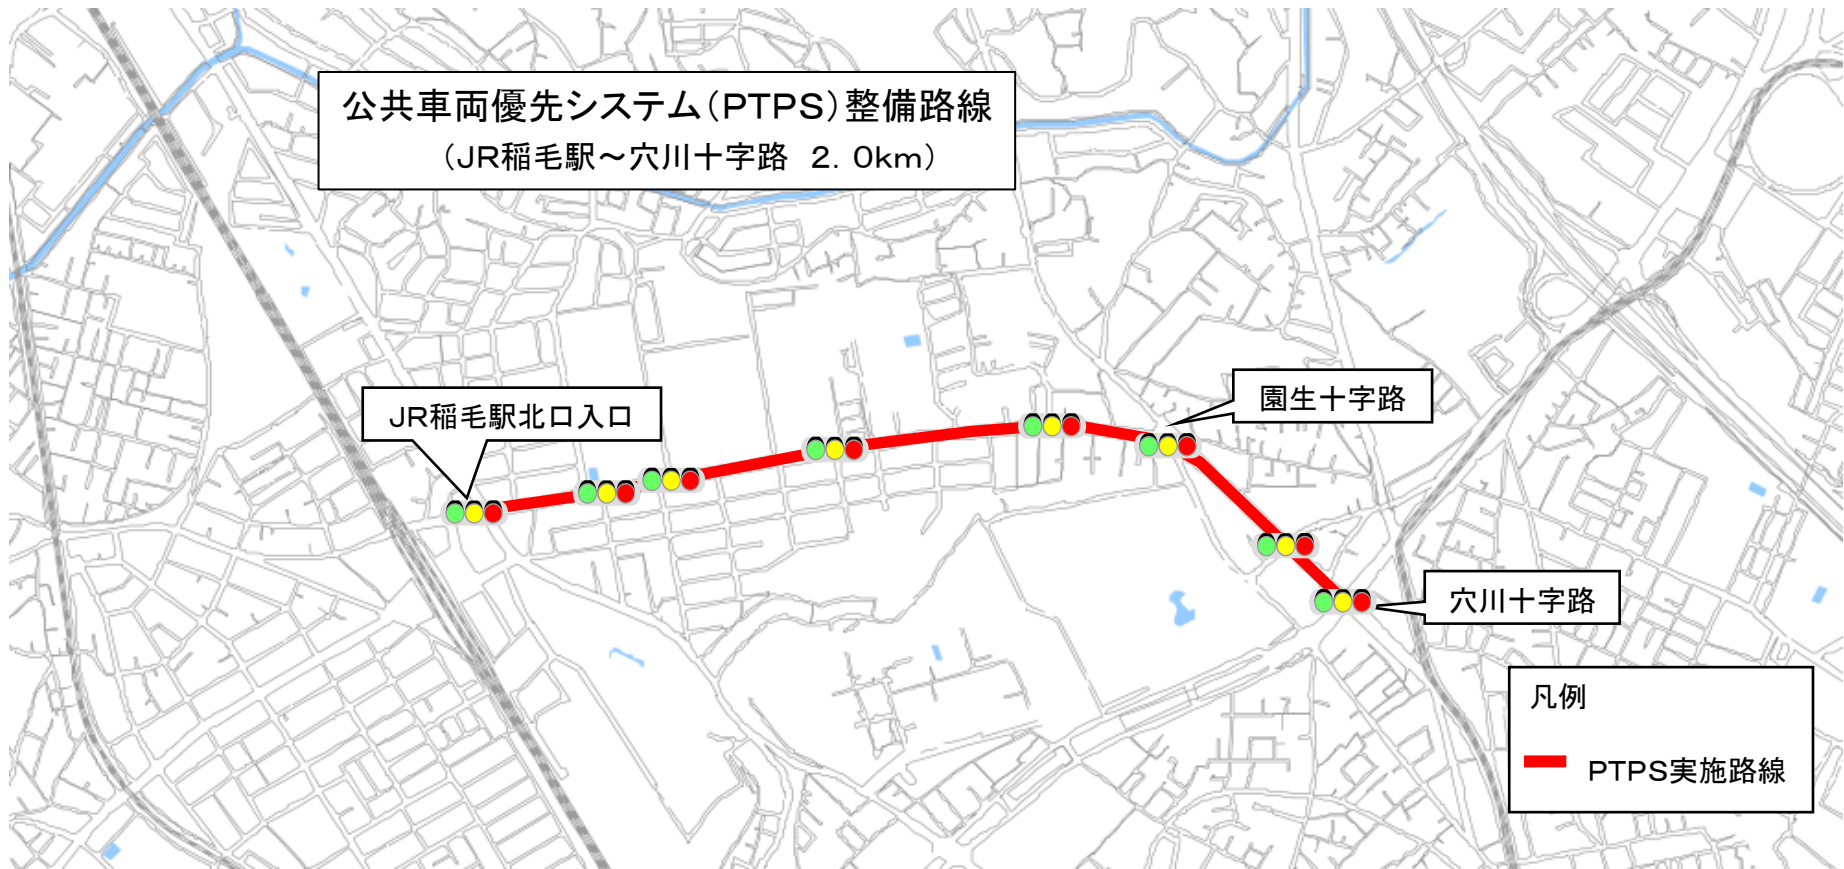 公共車両優先システム(PTPS)整備路線
(JR稲毛駅～穴川十字路　2．0km)
JR稲毛駅北口入口
園生十字路
穴川十字路
凡例
PTPS実施路線